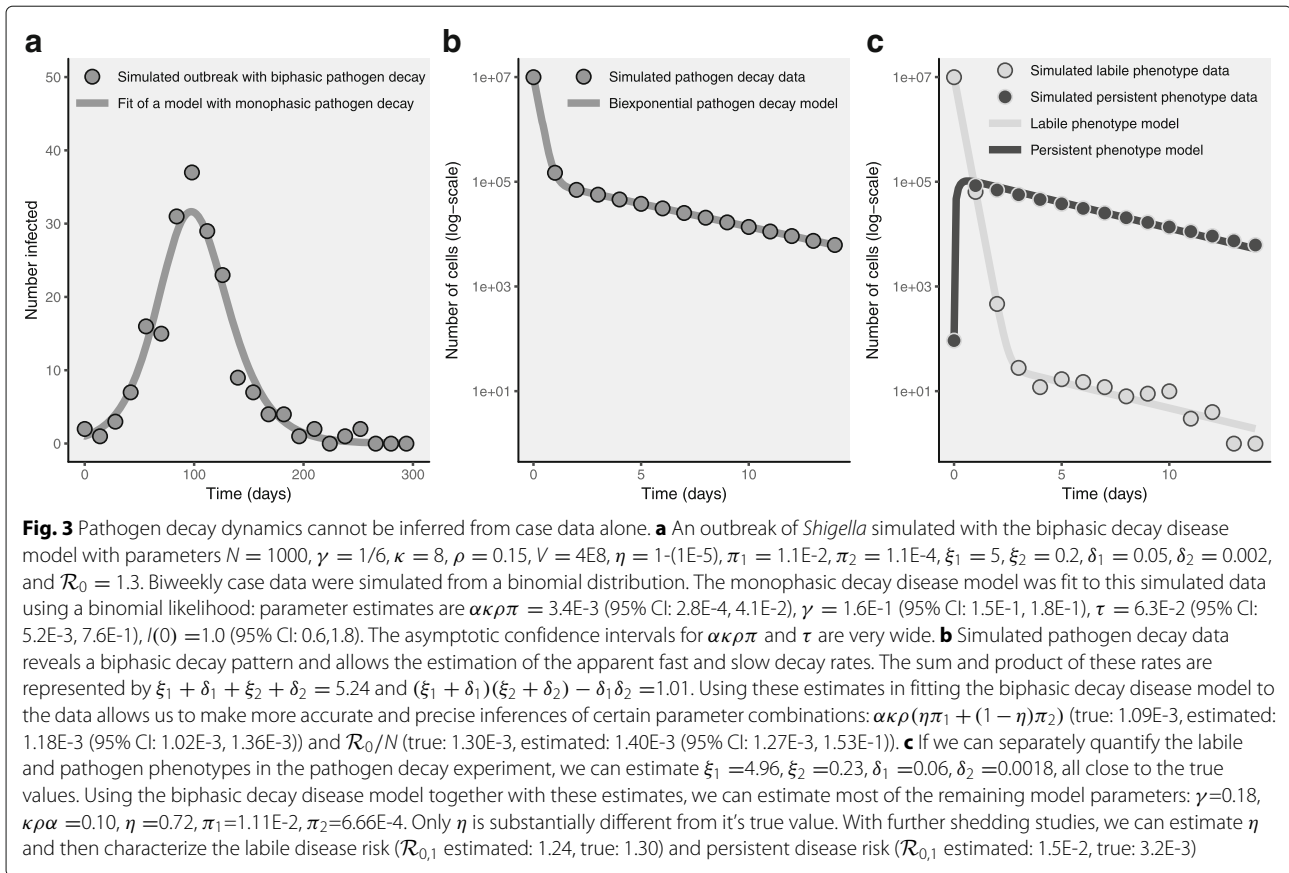 a
Simulated outbreak with biphasic pathogen decay
Fit of a model with monophasic pathogen decay
Number infected
50
40
30
20
10
0
0 100 200 300
Time (days)
b
Simulated pathogen decay data
Biexponential pathogen decay model
Number of cells (log−scale)
1e+07
1e+05
1e+03
1e+01
0 5 10
Time (days)
c
Simulated labile phenotype data
Simulated persistent phenotype data
Labile phenotype model
Persistent phenotype model
Number of cells (log−scale)
1e+07
1e+05
1e+03
1e+01
0 5 10
Time (days)
Fig. 3 Pathogen decay dynamics cannot be inferred from case data alone. a An outbreak of Shigella simulated with the biphasic decay disease
model with parameters N = 1000, γ = 1/6, κ = 8, ρ = 0.15, V = 4E8, η = 1-(1E-5), π₁ = 1.1E-2, π₂ = 1.1E-4, ξ₁ = 5, ξ₂ = 0.2, δ₁ = 0.05, δ₂ = 0.002,
and ℛ₀ = 1.3. Biweekly case data were simulated from a binomial distribution. The monophasic decay disease model was fit to this simulated data
using a binomial likelihood: parameter estimates are ακρπ = 3.4E-3 (95% CI: 2.8E-4, 4.1E-2), γ = 1.6E-1 (95% CI: 1.5E-1, 1.8E-1), τ = 6.3E-2 (95% CI:
5.2E-3, 7.6E-1), I(0) =1.0 (95% CI: 0.6,1.8). The asymptotic confidence intervals for ακρπ and τ are very wide. b Simulated pathogen decay data
reveals a biphasic decay pattern and allows the estimation of the apparent fast and slow decay rates. The sum and product of these rates are
represented by ξ₁ + δ₁ + ξ₂ + δ₂ = 5.24 and (ξ₁ + δ₁)(ξ₂ + δ₂) − δ₁δ₂ =1.01. Using these estimates in fitting the biphasic decay disease model to
the data allows us to make more accurate and precise inferences of certain parameter combinations: ακρ(ηπ₁ + (1 − η)π₂) (true: 1.09E-3, estimated:
1.18E-3 (95% CI: 1.02E-3, 1.36E-3)) and ℛ₀/N (true: 1.30E-3, estimated: 1.40E-3 (95% CI: 1.27E-3, 1.53E-1)). c If we can separately quantify the labile
and pathogen phenotypes in the pathogen decay experiment, we can estimate ξ₁ =4.96, ξ₂ =0.23, δ₁ =0.06, δ₂ =0.0018, all close to the true
values. Using the biphasic decay disease model together with these estimates, we can estimate most of the remaining model parameters: γ=0.18,
κρα =0.10, η =0.72, π₁=1.11E-2, π₂=6.66E-4. Only η is substantially different from it's true value. With further shedding studies, we can estimate η
and then characterize the labile disease risk (ℛ₀,₁ estimated: 1.24, true: 1.30) and persistent disease risk (ℛ₀,₁ estimated: 1.5E-2, true: 3.2E-3)